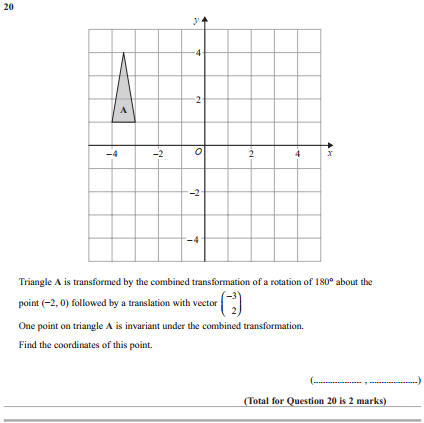 20
y
4
2
A
-4
-2
O
2
4
x
-2
-4
Triangle A is transformed by the combined transformation of a rotation of 180° about the
point (−2, 0) followed by a translation with vector (−3
2)
One point on triangle A is invariant under the combined transformation.
Find the coordinates of this point.
(...................... , ......................)
(Total for Question 20 is 2 marks)